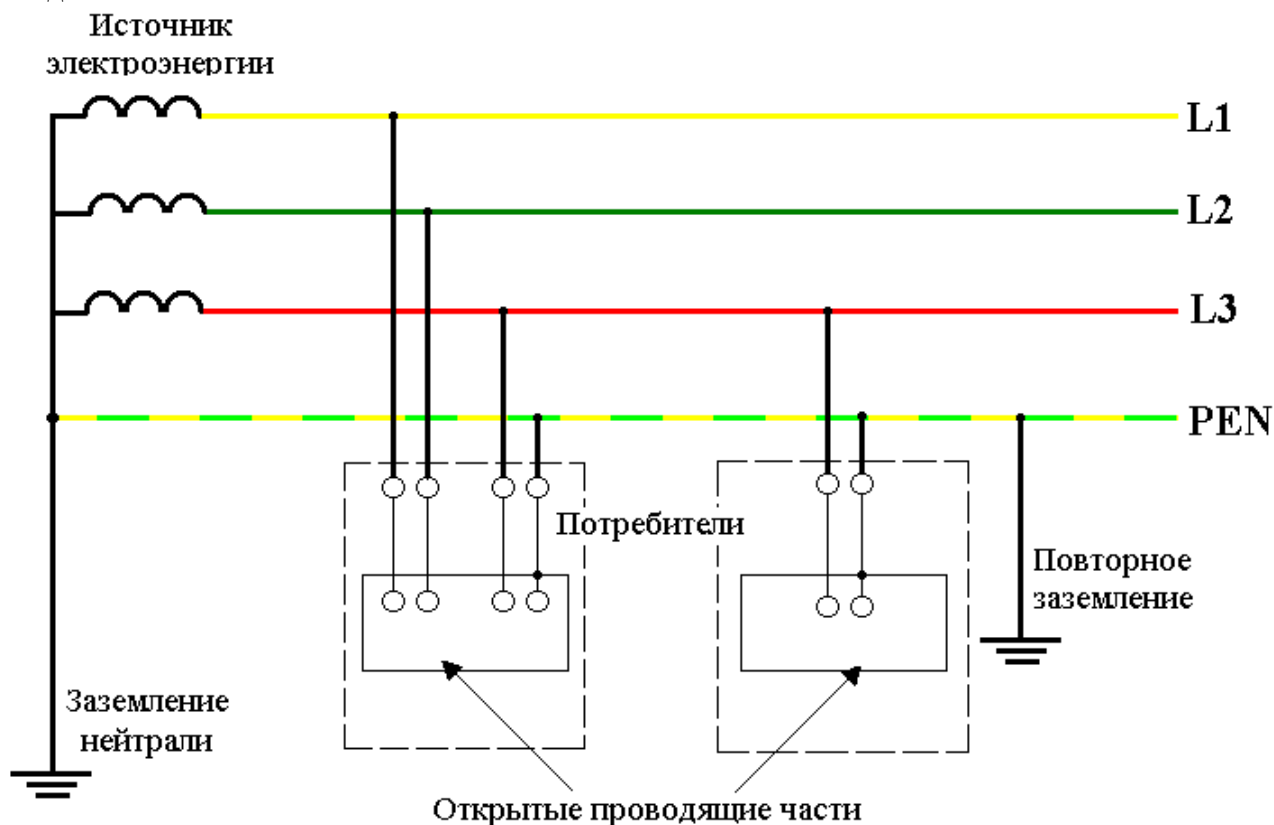 Источник
электроэнергии
L1
L2
L3
PEN
Потребители
Повторное
заземление
Заземление
нейтрали
Открытые проводящие части